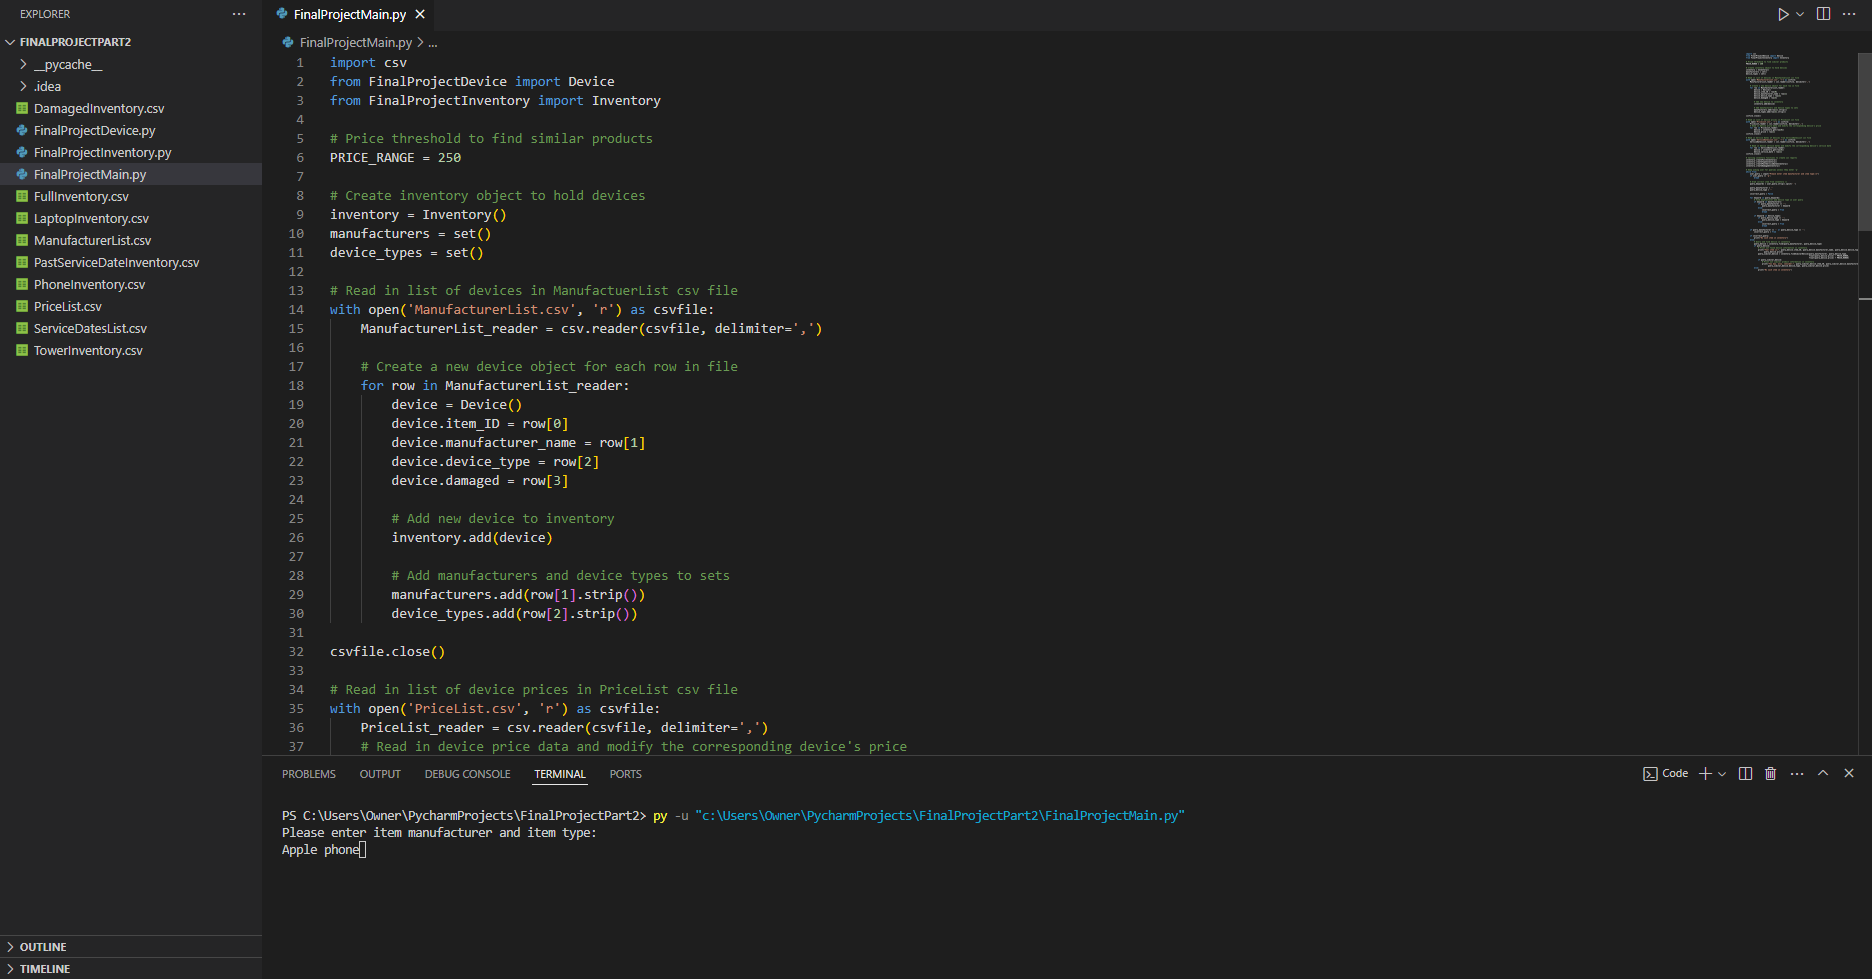 EXPLORER
FINALPROJECTPART2
__pycache__
.idea
DamagedInventory.csv
FinalProjectDevice.py
FinalProjectInventory.py
FinalProjectMain.py
FullInventory.csv
LaptopInventory.csv
ManufacturerList.csv
PastServiceDateInventory.csv
PhoneInventory.csv
PriceList.csv
ServiceDatesList.csv
TowerInventory.csv
OUTLINE
TIMELINE
FinalProjectMain.py
FinalProjectMain.py > ...
1 import csv
2 from FinalProjectDevice import Device
3 from FinalProjectInventory import Inventory
4
5 # Price threshold to find similar products
6 PRICE_RANGE = 250
7
8 # Create inventory object to hold devices
9 inventory = Inventory()
10 manufacturers = set()
11 device_types = set()
12
13 # Read in list of devices in ManufactuerList csv file
14 with open('ManufacturerList.csv', 'r') as csvfile:
15     ManufacturerList_reader = csv.reader(csvfile, delimiter=',')
16
17     # Create a new device object for each row in file
18     for row in ManufacturerList_reader:
19         device = Device()
20         device.item_ID = row[0]
21         device.manufacturer_name = row[1]
22         device.device_type = row[2]
23         device.damaged = row[3]
24
25         # Add new device to inventory
26         inventory.add(device)
27
28         # Add manufacturers and device types to sets
29         manufacturers.add(row[1].strip())
30         device_types.add(row[2].strip())
31
32 csvfile.close()
33
34 # Read in list of device prices in PriceList csv file
35 with open('PriceList.csv', 'r') as csvfile:
36     PriceList_reader = csv.reader(csvfile, delimiter=',')
37     # Read in device price data and modify the corresponding device's price
PROBLEMS OUTPUT DEBUG CONSOLE TERMINAL PORTS
Code
PS C:\Users\Owner\PycharmProjects\FinalProjectPart2> py -u "c:\Users\Owner\PycharmProjects\FinalProjectPart2\FinalProjectMain.py"
Please enter item manufacturer and item type:
Apple phone